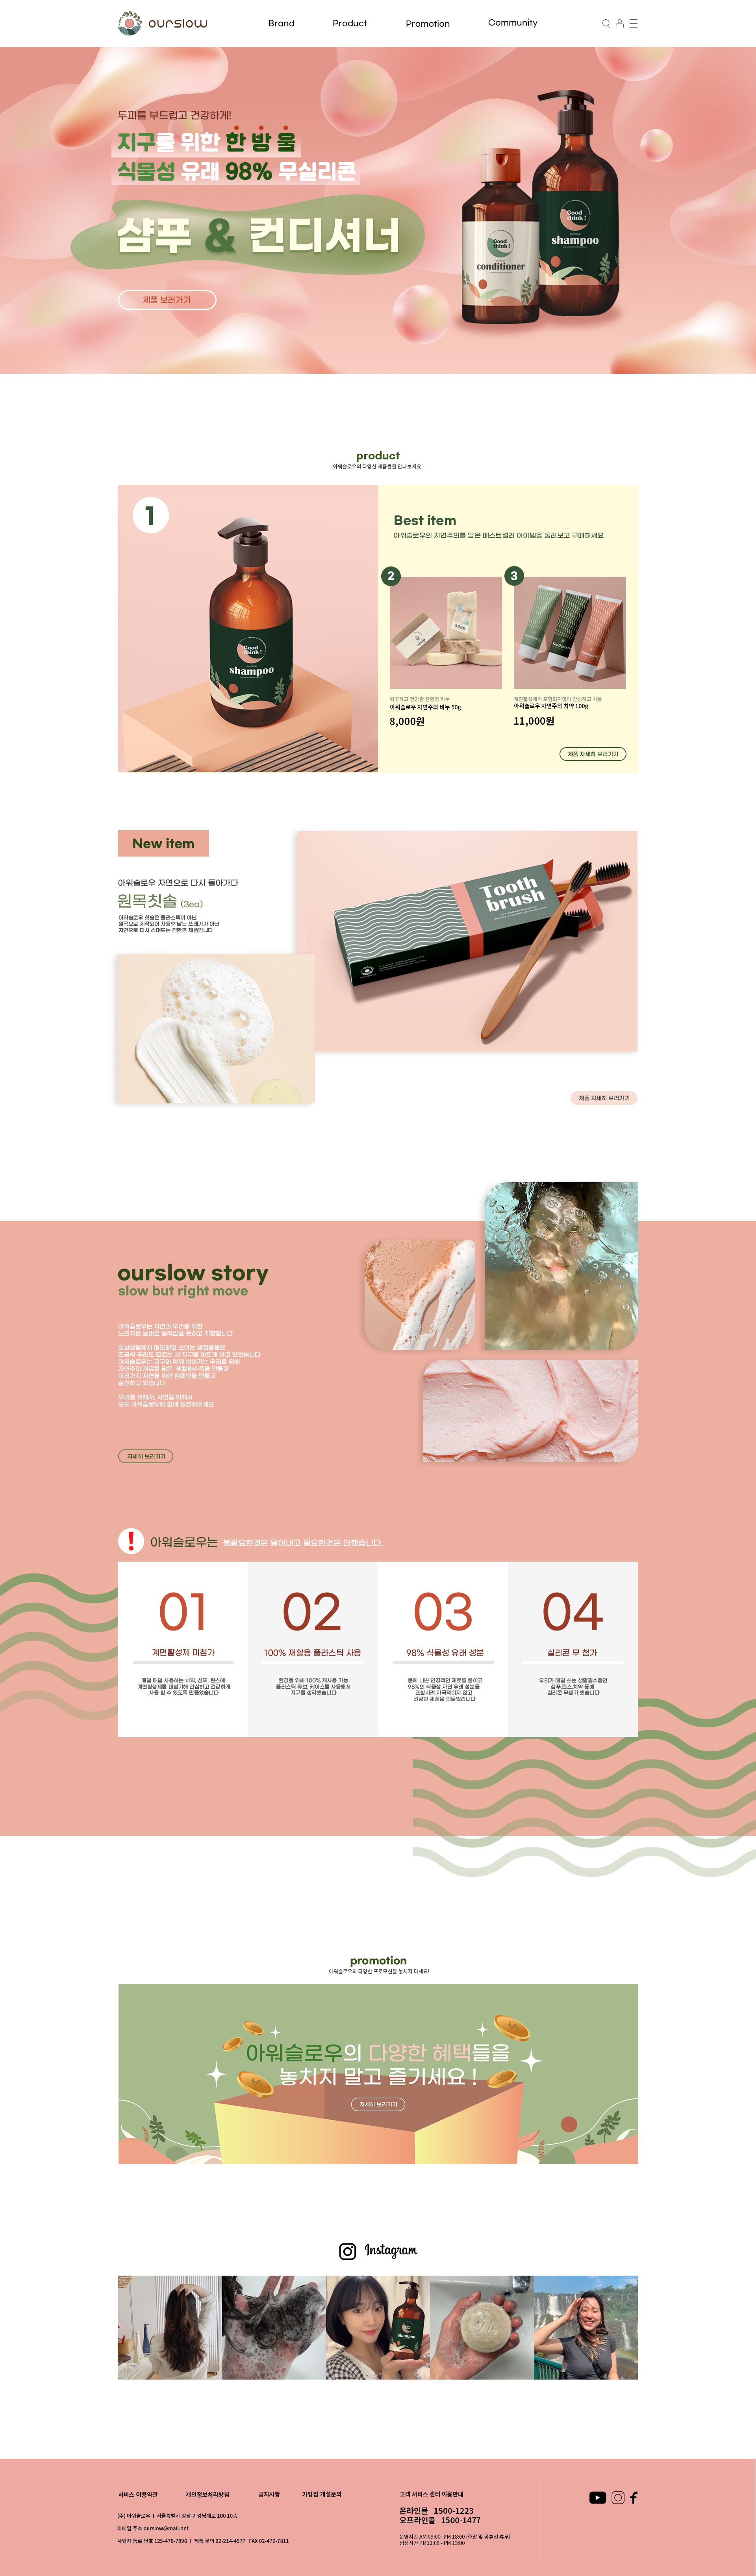 ourslow
Brand
Product
Promotion
Community
두피를 부드럽고 건강하게!
지구를 위한 한 방 울
식물성 유래 98% 무실리콘
샴푸 & 컨디셔너
제품 보러가기
Good think !
conditioner
Good think !
shampoo
product
아워슬로우의 다양한 제품들을 만나보세요!
1
Good think !
shampoo
Best item
아워슬로우의 자연주의를 담은 베스트셀러 아이템을 둘러보고 구매하세요
2
soap
3
깨끗하고 건강한 친환경 비누
아워슬로우 자연주의 비누 50g
8,000원
계면활성제가 포함되지않아 안심하고 사용
아워슬로우 자연주의 치약 100g
11,000원
제품 자세히 보러가기
New item
아워슬로우 자연으로 다시 돌아가다
원목칫솔 (3ea)
아워슬로우 칫솔은 플라스틱이 아닌
원목으로 제작되어 사용후 남는 쓰레기가 아닌
자연으로 다시 스며드는 친환경 제품입니다
Tooth brush
제품 자세히 보러가기
ourslow story
slow but right move
아워슬로우는 자연과 우리를 위한
느리지만 올바른 움직임을 뜻하고 지향합니다
일상생활에서 매일매일 쓰이는 생필품들은
조금씩 우리도 모르는 새 지구를 아프게 하고 있었습니다
아워슬로우는 지구와 함께 살아가는 우리를 위해
자연주의 재료를 담은 생활필수품을 만들며
여러가지 자연을 위한 캠페인을 만들고
실천하고 있습니다
우리를 위해서, 자연을 위해서
모두 아워슬로우와 함께 동참해주세요
자세히 보러가기
! 아워슬로우는 불필요한것은 덜어내고 필요한것은 더했습니다.
01
계면활성제 미첨가
매일 매일 사용하는 치약, 샴푸, 린스에
계면활성제를 미첨가해 안심하고 건강하게
사용 할 수 있도록 만들었습니다
02
100% 재활용 플라스틱 사용
환경을 위해 100% 재사용 가능
플라스틱 튜브, 케이스를 사용해서
지구를 생각했습니다
03
98% 식물성 유래 성분
몸에 나쁜 인공적인 재료를 줄이고
98%의 식물성 자연 유래 성분을
포함시켜 자극적이지 않고
건강한 제품을 만들었습니다
04
실리콘 무 첨가
우리가 매일 쓰는 생활필수품인
샴푸,린스,치약 등에
실리콘 무첨가 했습니다
promotion
아워슬로우의 다양한 프로모션을 놓치지 마세요!
아워슬로우의 다양한 혜택들을
놓치지 말고 즐기세요 !
자세히 보러가기
Instagram
shampoo
서비스 이용약관
개인정보처리방침
공지사항
가맹점 개설문의
(주) 아워슬로우 I 서울특별시 강남구 강남대로 100 10층
이메일 주소 ourslow@mail.net
사업자 등록 번호 125-478-7896 I 제품 문의 02-214-4577 FAX 02-479-7811
고객 서비스 센터 이용안내
온라인몰 1500-1223
오프라인몰 1500-1477
운영시간 AM 09:00- PM 18:00 (주말 및 공휴일 휴무)
점심시간 PM12:00 - PM 13:00